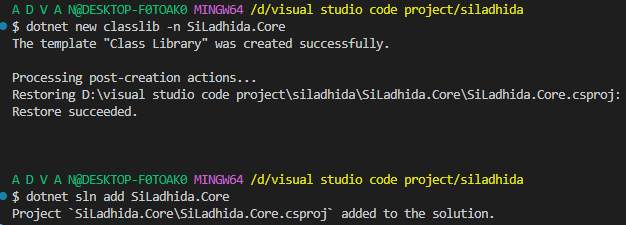 A D V A N@DESKTOP-F0TOAK0 MINGW64 /d/visual studio code project/siladhida
$ dotnet new classlib -n SiLadhida.Core
The template "Class Library" was created successfully.
Processing post-creation actions...
Restoring D:\visual studio code project\siladhida\SiLadhida.Core\SiLadhida.Core.csproj:
Restore succeeded.
A D V A N@DESKTOP-F0TOAK0 MINGW64 /d/visual studio code project/siladhida
$ dotnet sln add SiLadhida.Core
Project `SiLadhida.Core\SiLadhida.Core.csproj` added to the solution.